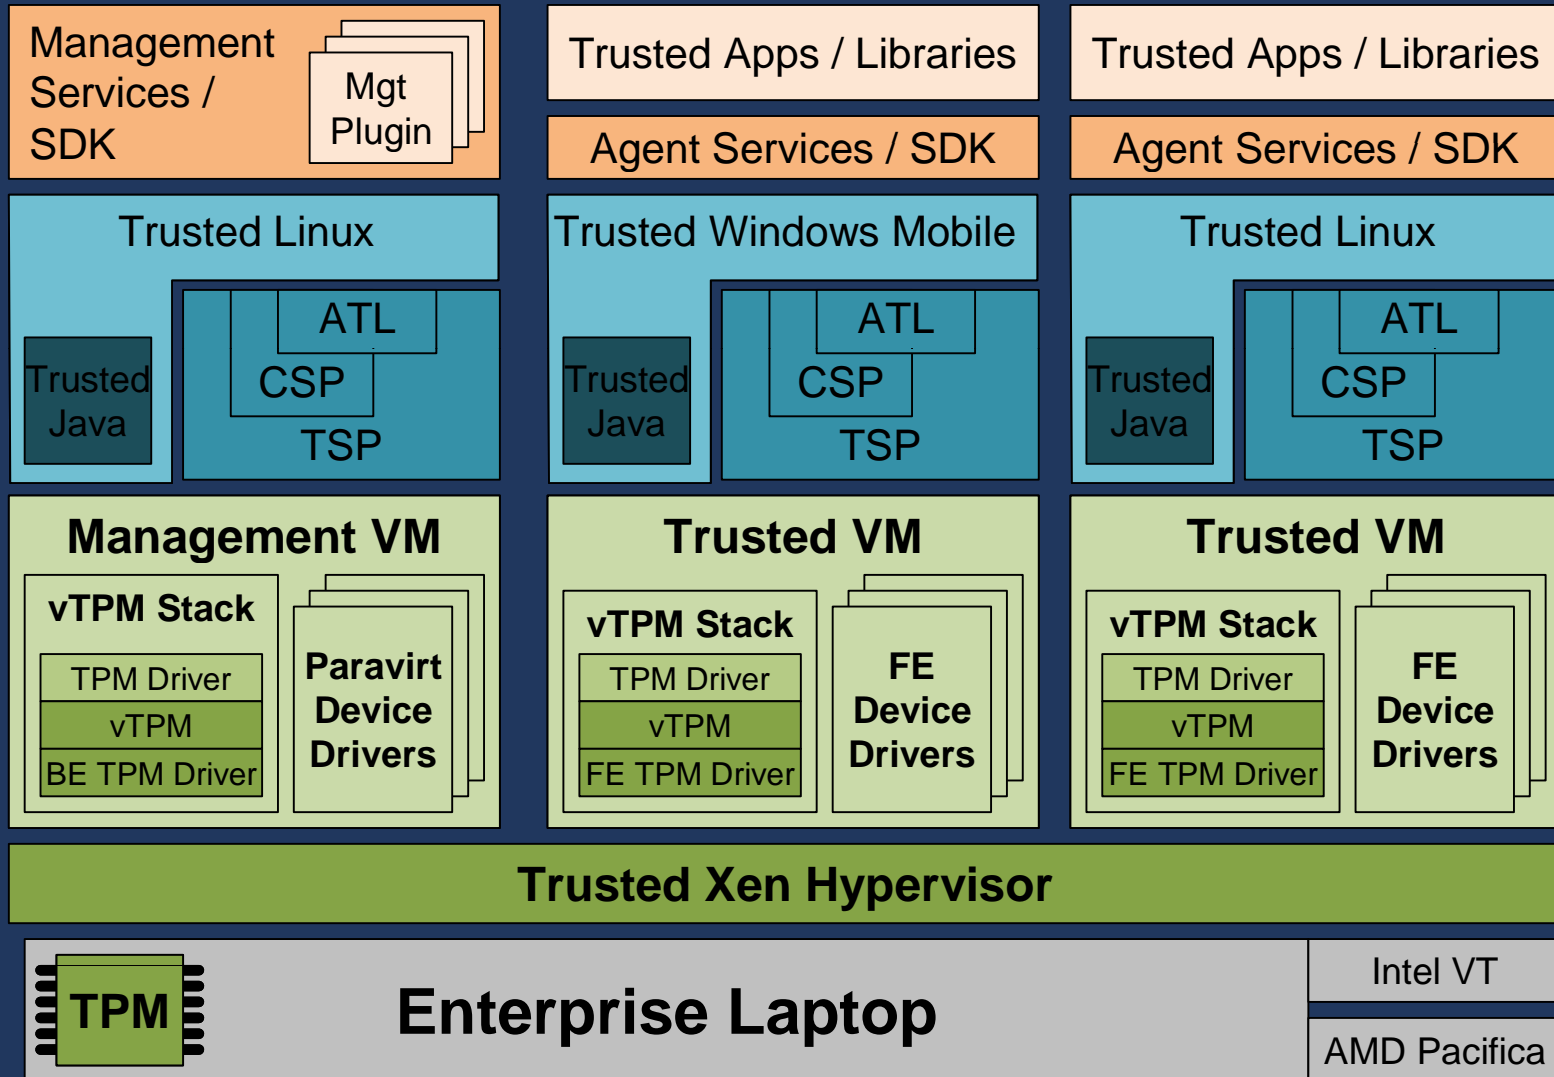 Management
Services /
SDK
Mgt
Plugin
Trusted Apps / Libraries
Agent Services / SDK
Trusted Apps / Libraries
Agent Services / SDK
Trusted Linux
ATL
CSP
TSP
Trusted
Java
Trusted Windows Mobile
ATL
CSP
TSP
Trusted
Java
Trusted Linux
ATL
CSP
TSP
Trusted
Java
Management VM
vTPM Stack
TPM Driver
vTPM
BE TPM Driver
Paravirt
Device
Drivers
Trusted VM
vTPM Stack
TPM Driver
vTPM
FE TPM Driver
FE
Device
Drivers
Trusted VM
vTPM Stack
TPM Driver
vTPM
FE TPM Driver
FE
Device
Drivers
Trusted Xen Hypervisor
TPM
Enterprise Laptop
Intel VT
AMD Pacifica